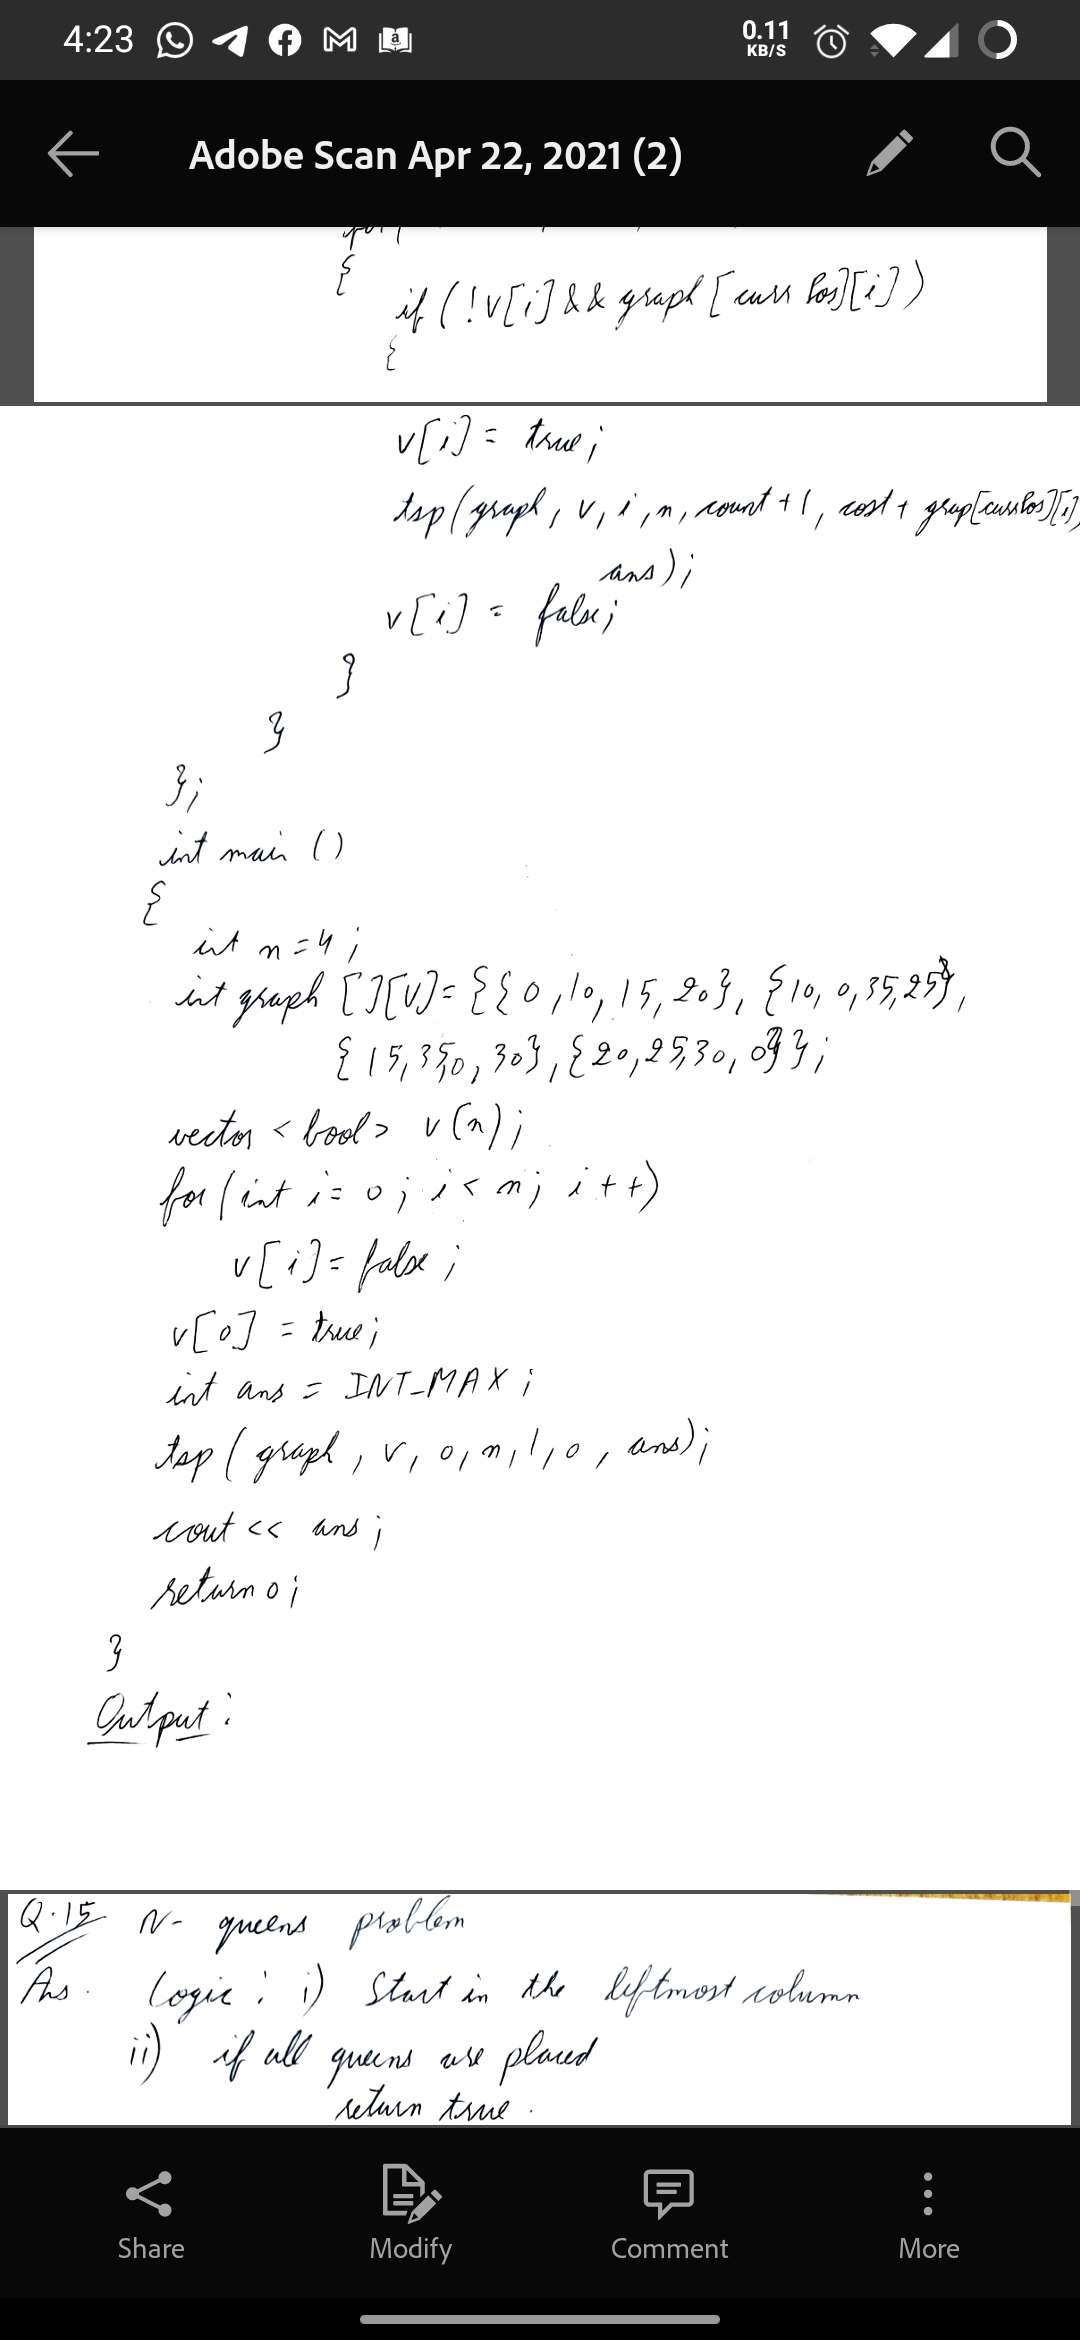 4:23
0.11 KB/S
Adobe Scan Apr 22, 2021 (2)
{
if (!v[i] && graph [curr Pos][i])
{
v[i] = true;
tsp(graph, v, i, n, count + 1, cost + grap[currPos][i]
ans);
v[i] = false;
}
}
};
int main ()
{
int n = 4;
int graph [][V] = {{0, 10, 15, 20}, {10, 0, 35, 25},
{15, 35, 0, 30}, {20, 25, 30, 0}};
vector <bool> v(n);
for (int i = 0; i < n; i++)
v[i] = false;
v[0] = true;
int ans = INT_MAX;
tsp (graph, v, 0, n, 1, 0, ans);
cout << ans;
return 0;
}
Output:
Q.15 N- queens problem
Ans. Logic: i) Start in the leftmost column
ii) if all queens are placed
return true.
Share Modify Comment More